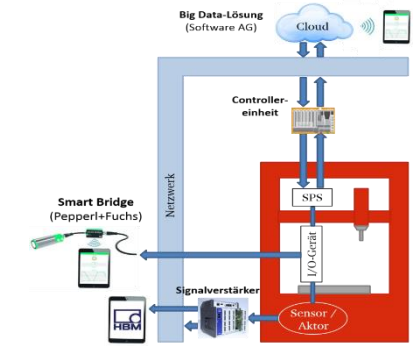 Big Data-Lösung
(Software AG)
Cloud
Controller-
einheit
Netzwerk
SPS
Smart Bridge
(Pepperl+Fuchs)
I/O-Gerät
Signalverstärker
Sensor /
Aktor
HBM